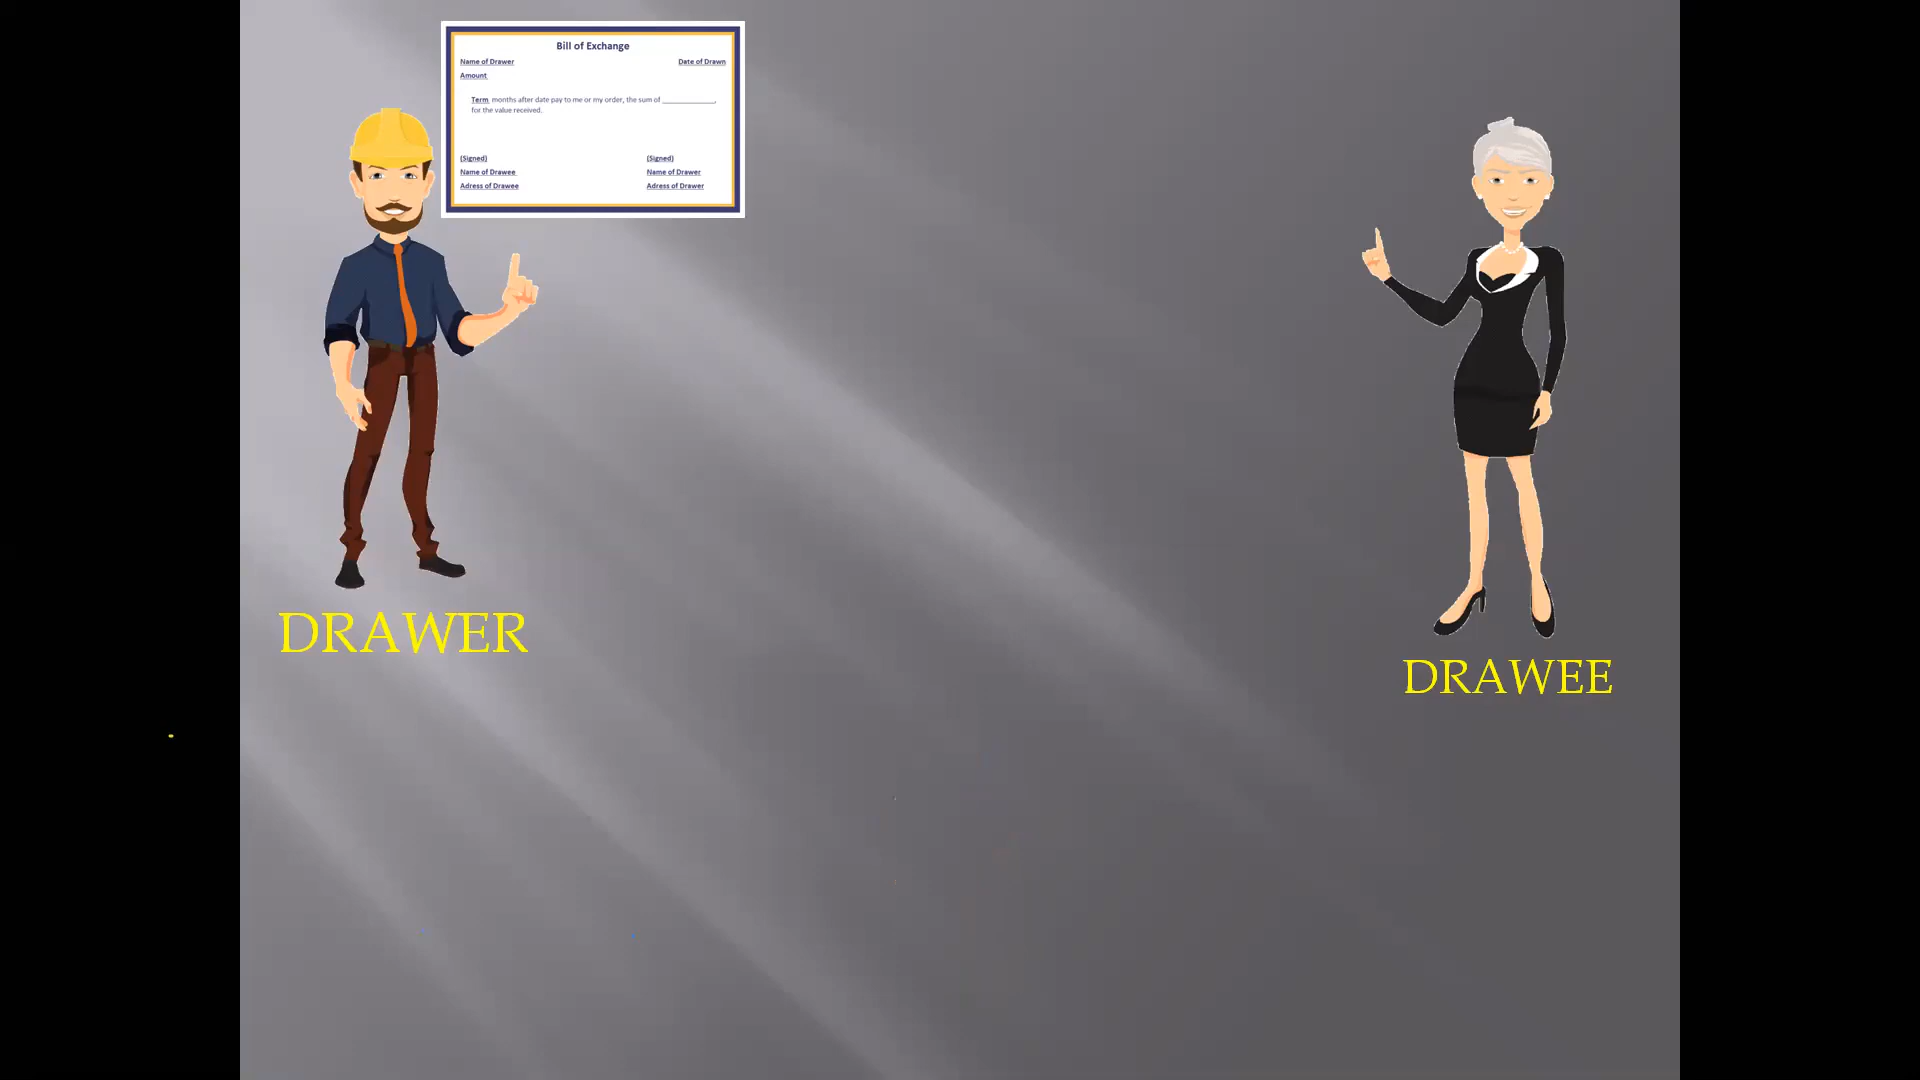 Bill of Exchange
Name of Drawer Date of Drawn
Amount
Term months after date pay to me or my order, the sum of ______________,
for the value received.
(Signed) (Signed)
Name of Drawee Name of Drawer
Adress of Drawee Adress of Drawer
DRAWER
DRAWEE